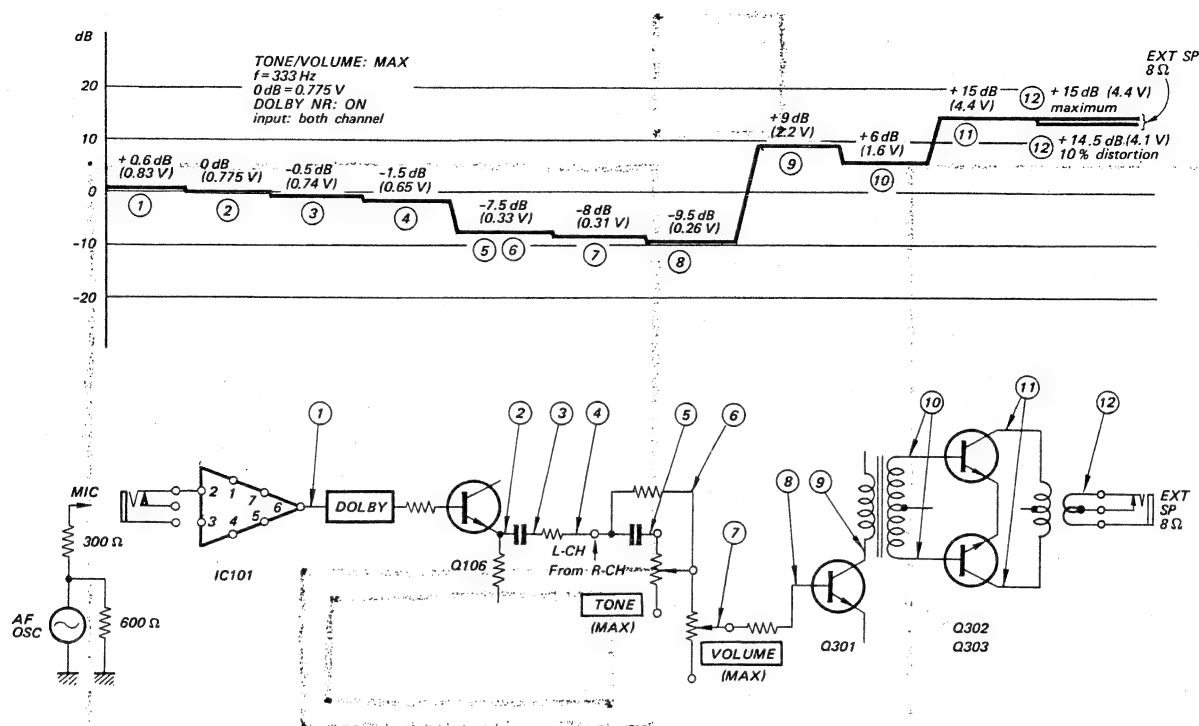 dB
TONE/VOLUME: MAX
f = 333 Hz
0 dB = 0.775 V
DOLBY NR: ON
input: both channel
EXT SP
8 Ω
20
10
0
-10
-20
+ 0.6 dB
(0.83 V)
1
0 dB
(0.775 V)
2
-0.5 dB
(0.74 V)
3
-1.5 dB
(0.65 V)
4
-7.5 dB
(0.33 V)
5 6
-8 dB
(0.31 V)
7
-9.5 dB
(0.26 V)
8
+ 9 dB
(2.2 V)
9
+ 6 dB
(1.6 V)
10
+ 15 dB
(4.4 V)
11
12 + 15 dB (4.4 V)
maximum
12 + 14.5 dB (4.1 V)
10 % distortion
MIC
300 Ω
AF
OSC
600 Ω
2
3
1
4
7
5
6
IC101
1
DOLBY
Q106
2
3
4
L-CH
From R-CH
5
6
TONE
(MAX)
7
VOLUME
(MAX)
8
9
Q301
10
11
Q302
Q303
12
EXT
SP
8 Ω